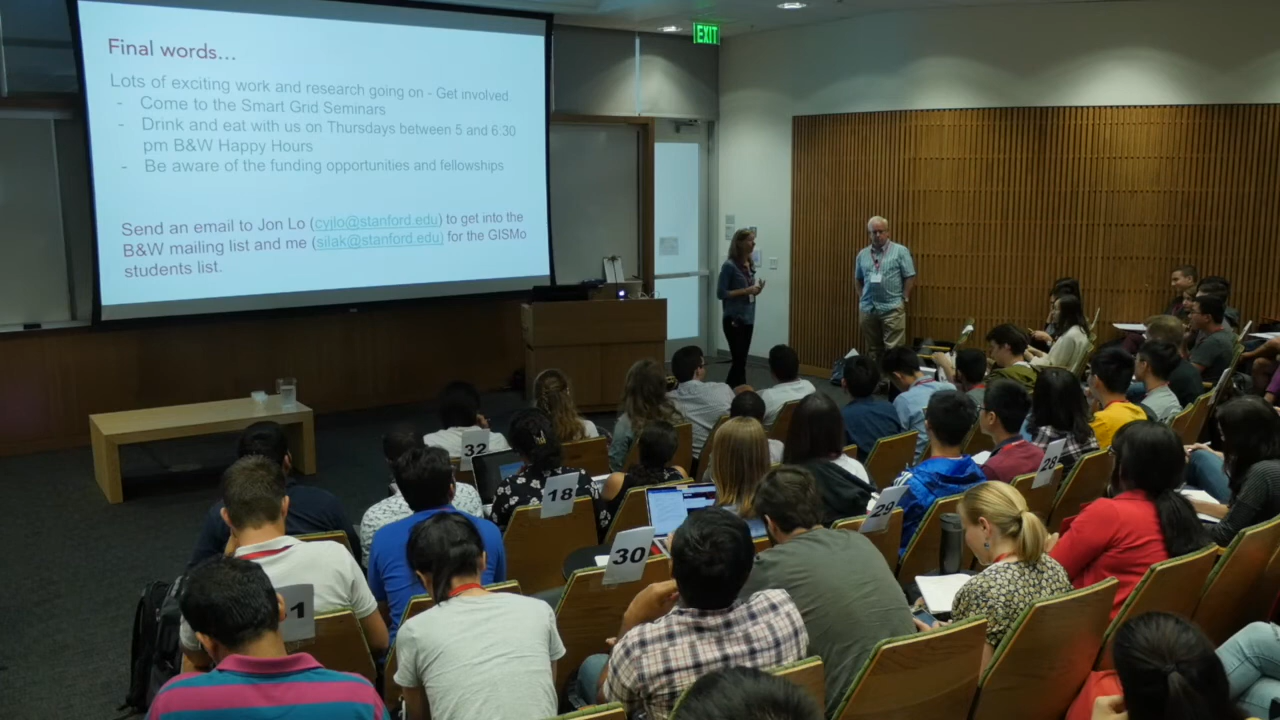 Final words...
Lots of exciting work and research going on - Get involved
- Come to the Smart Grid Seminars
- Drink and eat with us on Thursdays between 5 and 6:30
pm B&W Happy Hours
- Be aware of the funding opportunities and fellowships
Send an email to Jon Lo (cyjlo@stanford.edu) to get into the
B&W mailing list and me (silak@stanford.edu) for the GISMo
students list.
EXIT
32
18
28
29
30
1